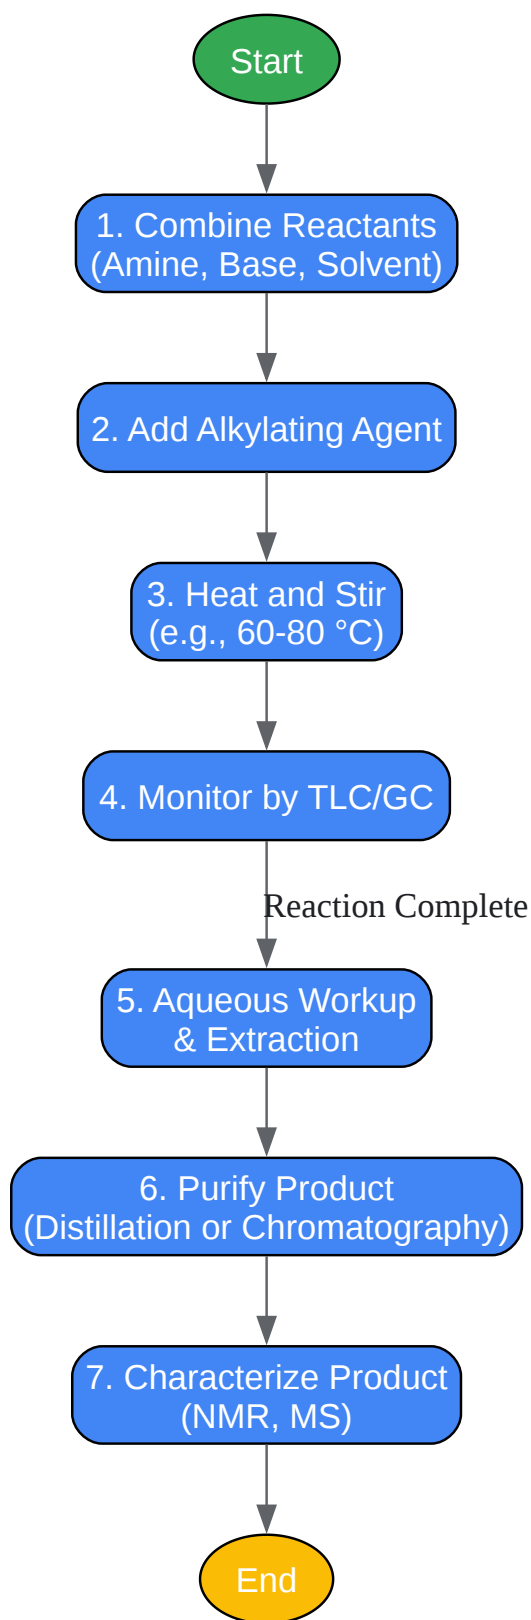 Start
1. Combine Reactants
(Amine, Base, Solvent)
2. Add Alkylating Agent
3. Heat and Stir
(e.g., 60-80 °C)
4. Monitor by TLC/GC
Reaction Complete
5. Aqueous Workup
& Extraction
6. Purify Product
(Distillation or Chromatography)
7. Characterize Product
(NMR, MS)
End